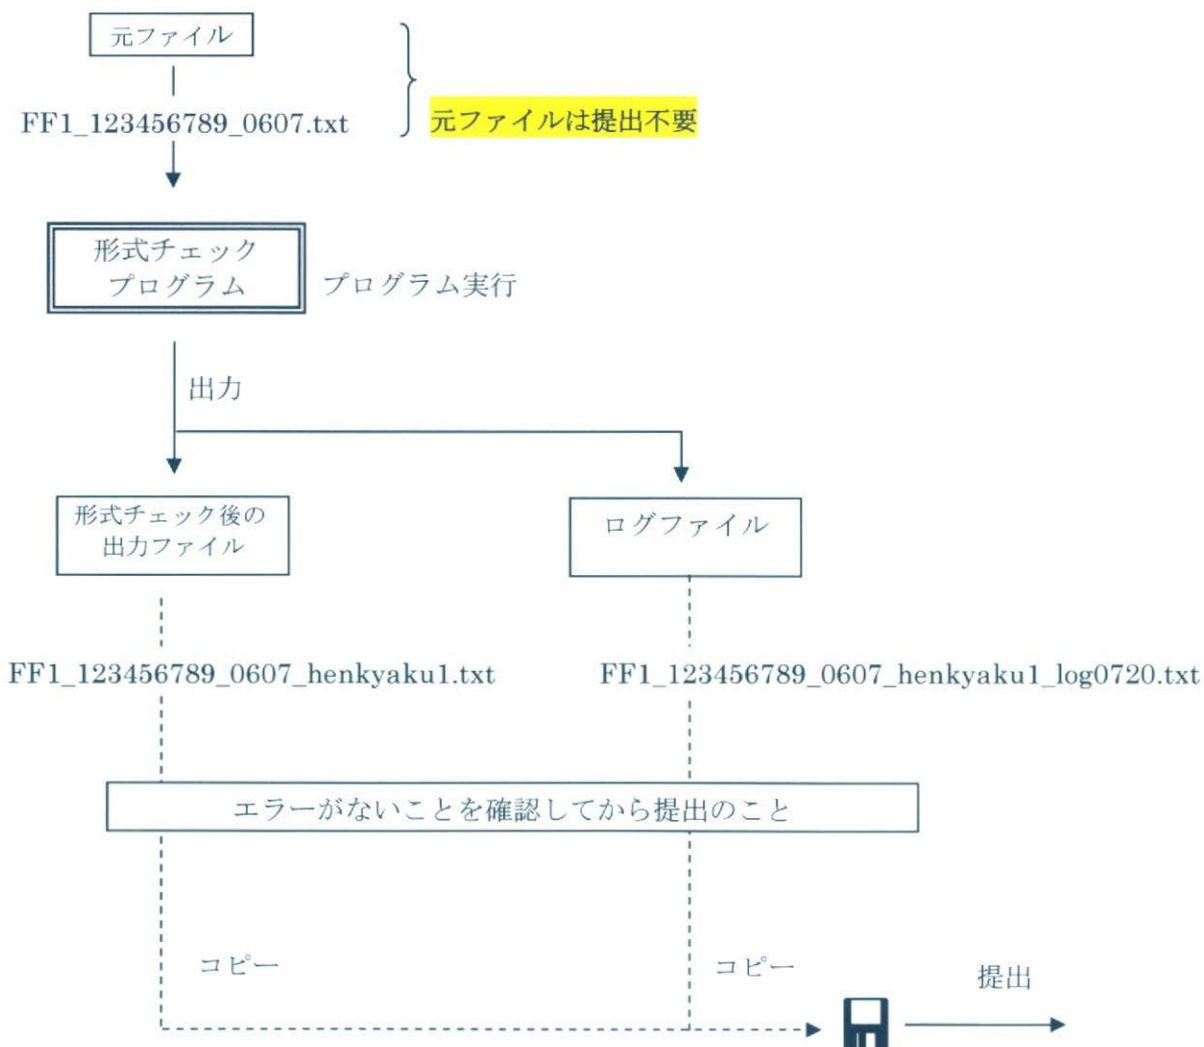 元ファイル
FF1_123456789_0607.txt
元ファイルは提出不要
形式チェック
プログラム
プログラム実行
出力
形式チェック後の
出力ファイル
ログファイル
FF1_123456789_0607_henkyaku1.txt
FF1_123456789_0607_henkyaku1_log0720.txt
エラーがないことを確認してから提出のこと
コピー
コピー
提出